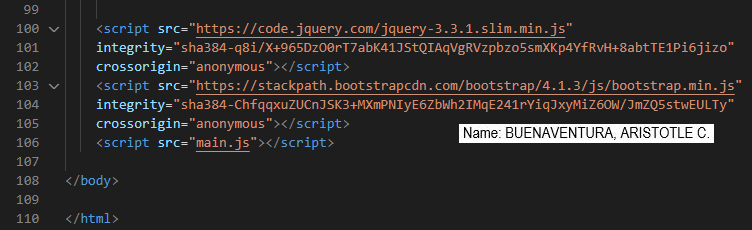 99
100 <script src="https://code.jquery.com/jquery-3.3.1.slim.min.js"
101 integrity="sha384-q8i/X+965DzO0rT7abK41JStQIAqVgRVzpbzo5smXKp4YfRvH+8abtTE1Pi6jizo"
102 crossorigin="anonymous"></script>
103 <script src="https://stackpath.bootstrapcdn.com/bootstrap/4.1.3/js/bootstrap.min.js"
104 integrity="sha384-ChfqqxuZUCnJSK3+MXmPNIyE6ZbWh2IMqE241rYiqJxyMiZ6OW/JmZQ5stwEULTy"
105 crossorigin="anonymous"></script>
Name: BUENAVENTURA, ARISTOTLE C.
106 <script src="main.js"></script>
107
108 </body>
109
110 </html>